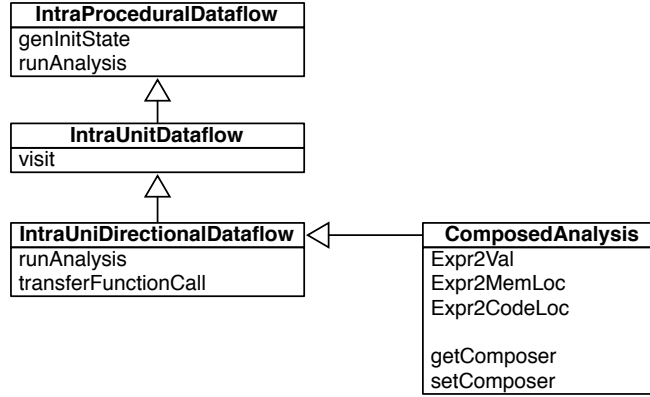 IntraProceduralDataflow
genInitState
runAnalysis
IntraUnitDataflow
visit
IntraUniDirectionalDataflow
runAnalysis
transferFunctionCall
ComposedAnalysis
Expr2Val
Expr2MemLoc
Expr2CodeLoc
getComposer
setComposer